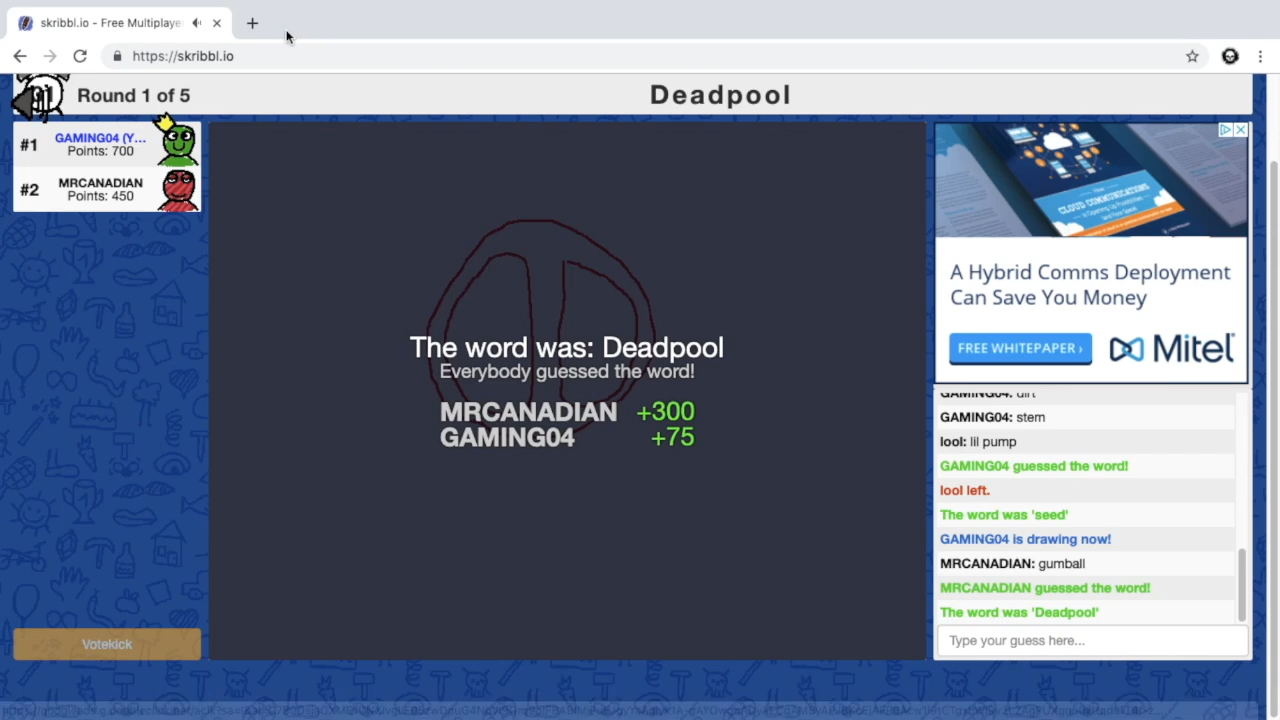 skribbl.io - Free Multiplaye
https://skribbl.io
Round 1 of 5
Deadpool
#1
GAMING04 (Y...
Points: 700
#2
MRCANADIAN
Points: 450
The word was: Deadpool
Everybody guessed the word!
MRCANADIAN +300
GAMING04 +75
CLOUD COMMUNICATIONS
A Hybrid Comms Deployment
Can Save You Money
FREE WHITEPAPER ›
Mitel
GAMING04: dirt
GAMING04: stem
lool: lil pump
GAMING04 guessed the word!
lool left.
The word was 'seed'
GAMING04 is drawing now!
MRCANADIAN: gumball
MRCANADIAN guessed the word!
The word was 'Deadpool'
Type your guess here...
Votekick